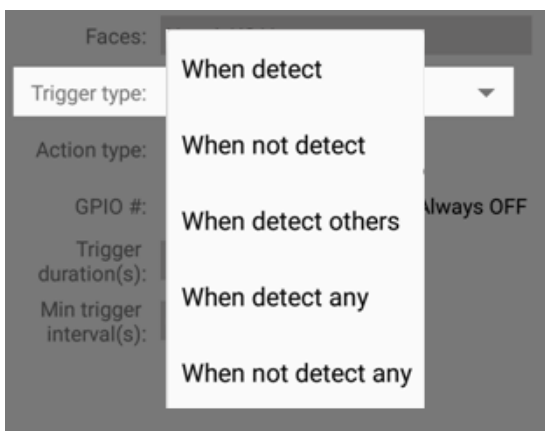 Faces:
When detect
Trigger type:
When not detect
Action type:
When detect others
GPIO #:
Always OFF
Trigger
duration(s):
When detect any
Min trigger
interval(s):
When not detect any